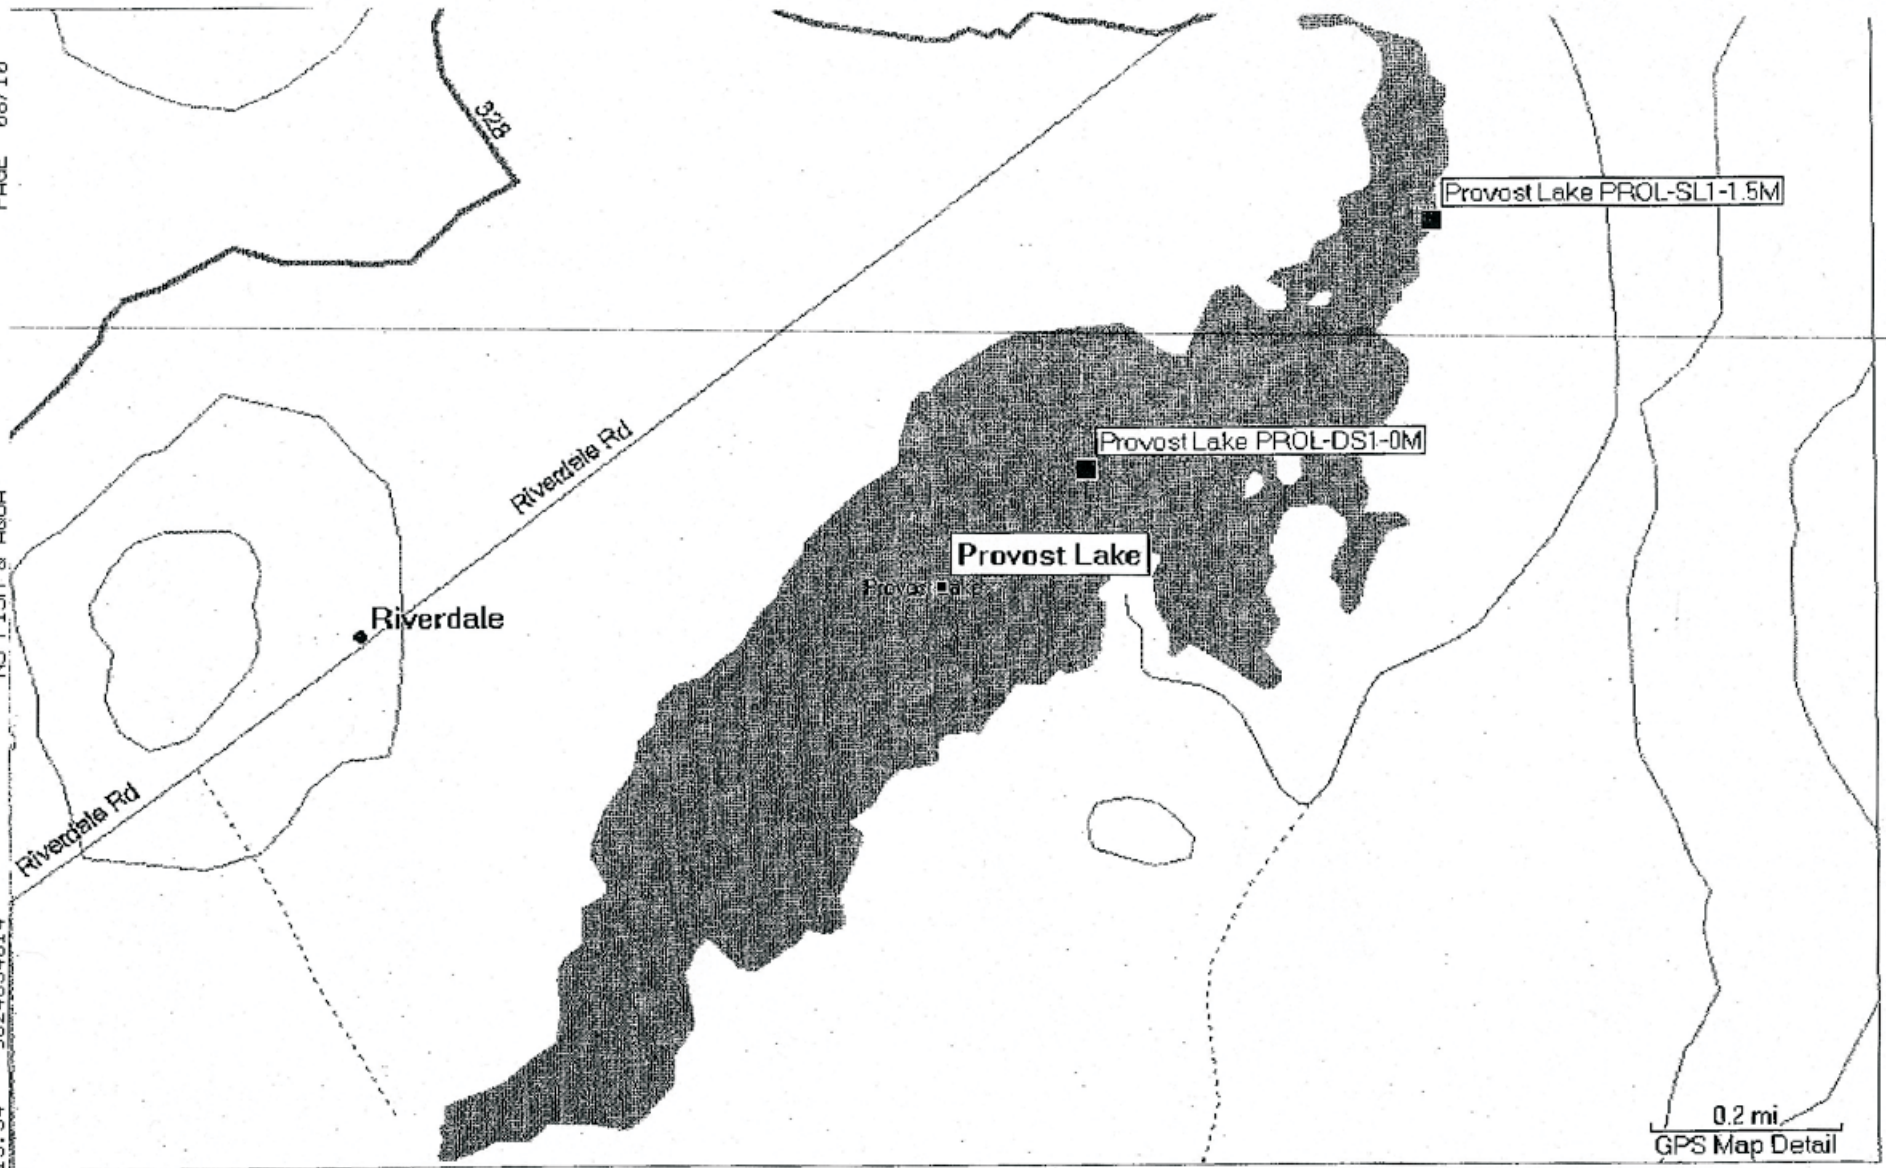 328
Provost Lake PROL-SL1-1.5M
Riverdale Rd
Provost Lake PROL-DS1-0M
Provost Lake
Riverdale
Riverdale Rd
0.2 mi
GPS Map Detail